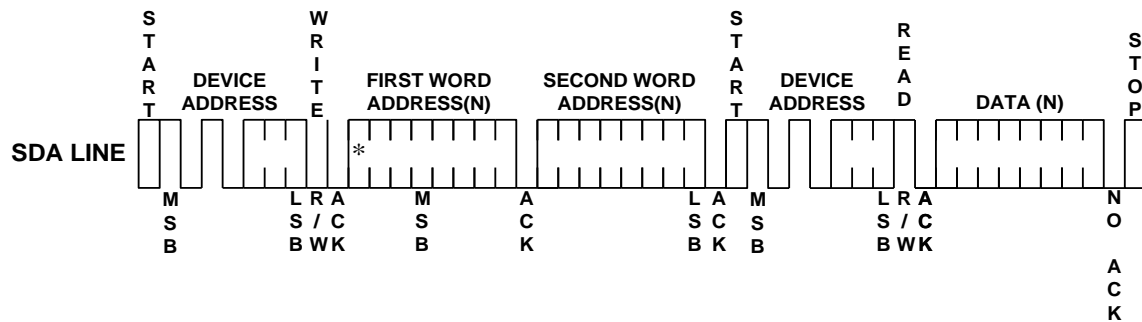 START
WRITE
START
READ
STOP
DEVICE
ADDRESS
FIRST WORD
ADDRESS(N)
SECOND WORD
ADDRESS(N)
DEVICE
ADDRESS
DATA (N)
SDA LINE
*
MSB
LSB
R/W
ACK
MSB
ACK
LSB
ACK
MSB
LSB
R/W
ACK
NO ACK